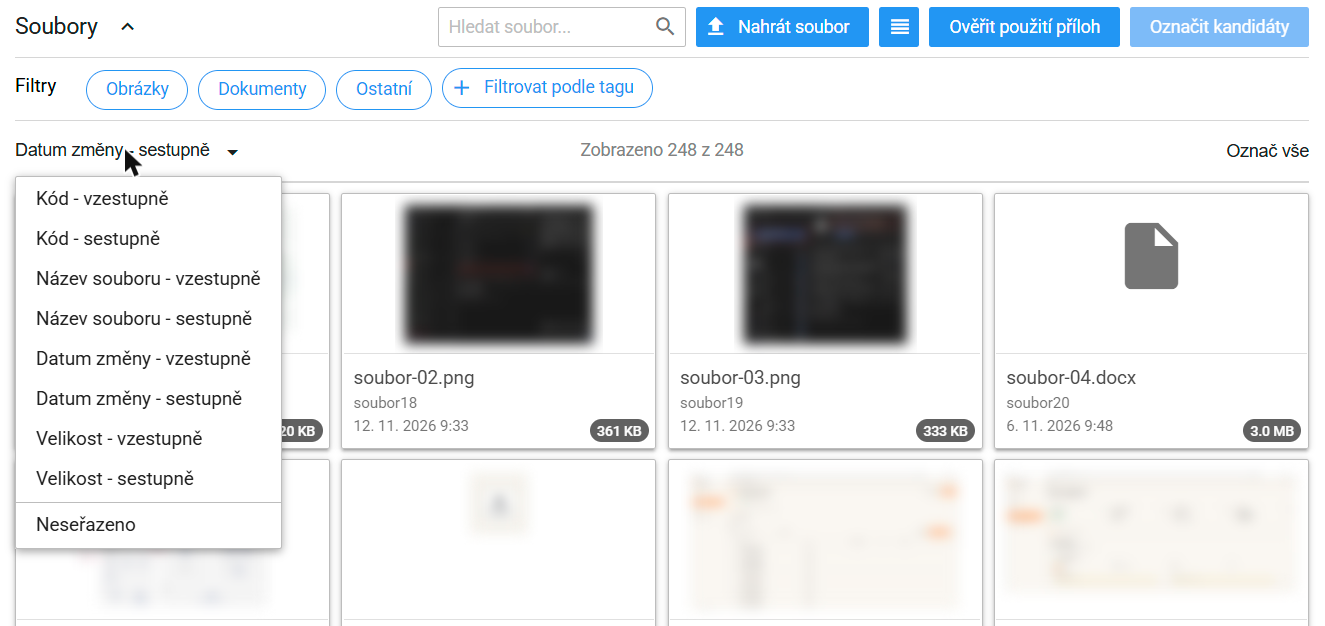 Soubory
Hledat soubor...
Nahrát soubor
Ověřit použití příloh
Označit kandidáty
Filtry
Obrázky
Dokumenty
Ostatní
Filtrovat podle tagu
Datum změny - sestupně
Zobrazeno 248 z 248
Označ vše
Kód - vzestupně
Kód - sestupně
Název souboru - vzestupně
Název souboru - sestupně
Datum změny - vzestupně
Datum změny - sestupně
Velikost - vzestupně
Velikost - sestupně
Neseřazeno
KB
soubor-02.png
soubor18
12. 11. 2026 9:33
361 KB
soubor-03.png
soubor19
12. 11. 2026 9:33
333 KB
soubor-04.docx
soubor20
6. 11. 2026 9:48
3.0 MB